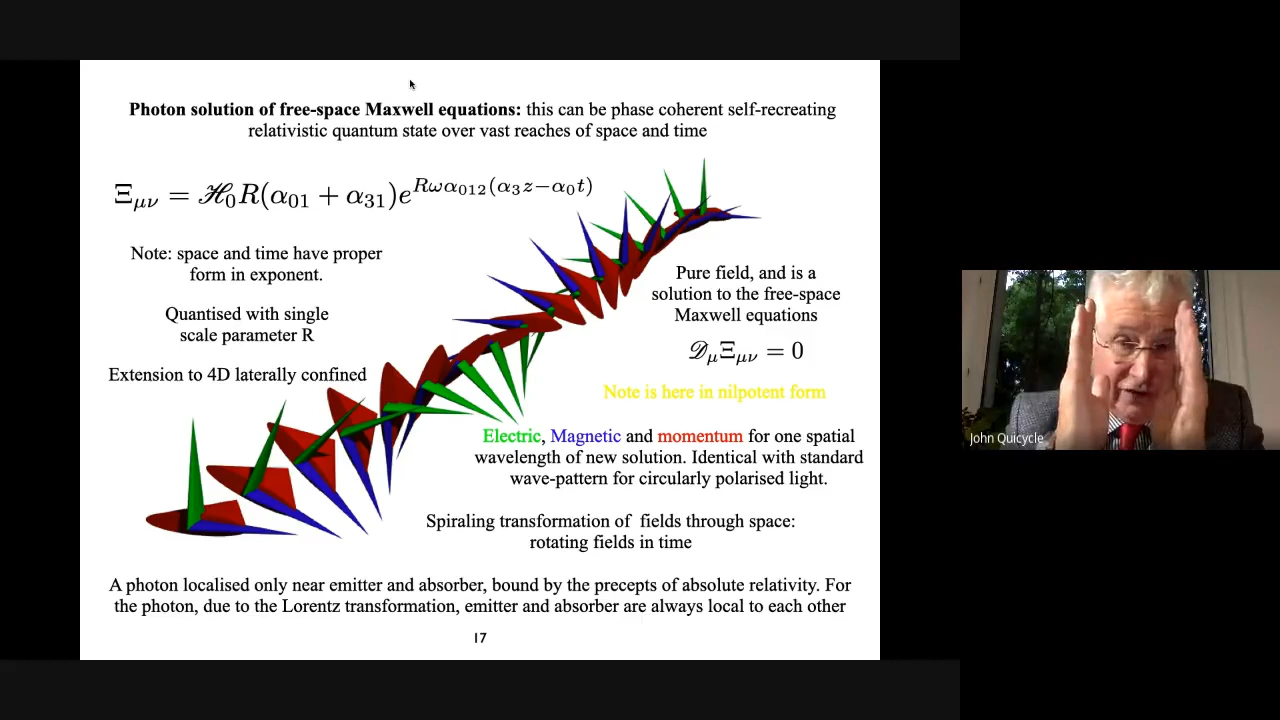 Photon solution of free-space Maxwell equations: this can be phase coherent self-recreating
relativistic quantum state over vast reaches of space and time
Ξ_{μν} = ℋ₀R(α₀₁ + α₃₁)e^{Rωα₀₁₂(α₃z−α₀t)}
Note: space and time have proper
form in exponent.
Quantised with single
scale parameter R
Extension to 4D laterally confined
Pure field, and is a
solution to the free-space
Maxwell equations
𝒟_μΞ_{μν} = 0
Note is here in nilpotent form
Electric, Magnetic and momentum for one spatial
wavelength of new solution. Identical with standard
wave-pattern for circularly polarised light.
Spiraling transformation of fields through space:
rotating fields in time
A photon localised only near emitter and absorber, bound by the precepts of absolute relativity. For
the photon, due to the Lorentz transformation, emitter and absorber are always local to each other
17
John Quicycle